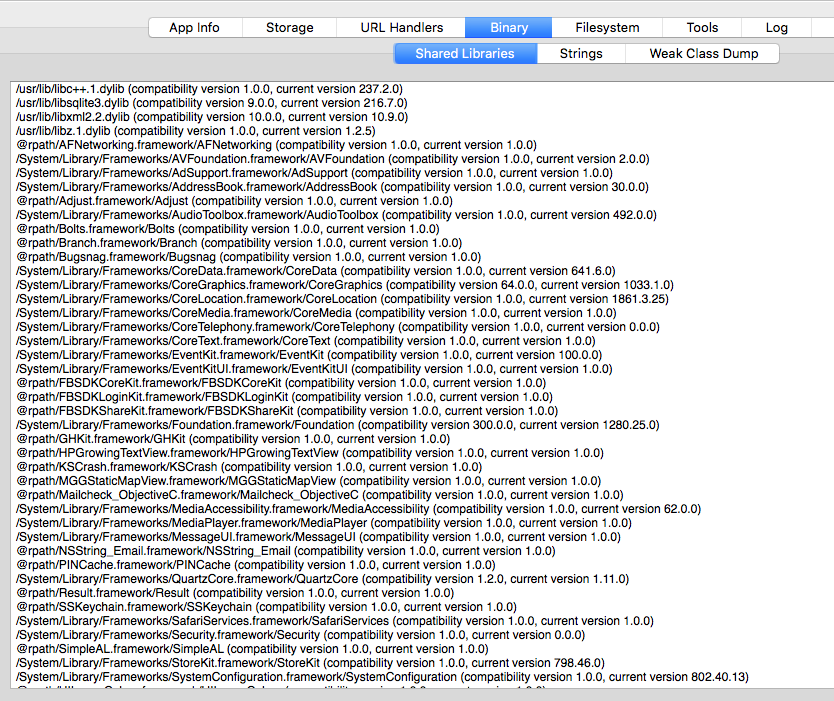 App Info Storage URL Handlers Binary Filesystem Tools Log
Shared Libraries Strings Weak Class Dump
/usr/lib/libc++.1.dylib (compatibility version 1.0.0, current version 237.2.0)
/usr/lib/libsqlite3.dylib (compatibility version 9.0.0, current version 216.7.0)
/usr/lib/libxml2.2.dylib (compatibility version 10.0.0, current version 10.9.0)
/usr/lib/libz.1.dylib (compatibility version 1.0.0, current version 1.2.5)
@rpath/AFNetworking.framework/AFNetworking (compatibility version 1.0.0, current version 1.0.0)
/System/Library/Frameworks/AVFoundation.framework/AVFoundation (compatibility version 1.0.0, current version 2.0.0)
/System/Library/Frameworks/AdSupport.framework/AdSupport (compatibility version 1.0.0, current version 1.0.0)
/System/Library/Frameworks/AddressBook.framework/AddressBook (compatibility version 1.0.0, current version 30.0.0)
@rpath/Adjust.framework/Adjust (compatibility version 1.0.0, current version 1.0.0)
/System/Library/Frameworks/AudioToolbox.framework/AudioToolbox (compatibility version 1.0.0, current version 492.0.0)
@rpath/Bolts.framework/Bolts (compatibility version 1.0.0, current version 1.0.0)
@rpath/Branch.framework/Branch (compatibility version 1.0.0, current version 1.0.0)
@rpath/Bugsnag.framework/Bugsnag (compatibility version 1.0.0, current version 1.0.0)
/System/Library/Frameworks/CoreData.framework/CoreData (compatibility version 1.0.0, current version 641.6.0)
/System/Library/Frameworks/CoreGraphics.framework/CoreGraphics (compatibility version 64.0.0, current version 1033.1.0)
/System/Library/Frameworks/CoreLocation.framework/CoreLocation (compatibility version 1.0.0, current version 1861.3.25)
/System/Library/Frameworks/CoreMedia.framework/CoreMedia (compatibility version 1.0.0, current version 1.0.0)
/System/Library/Frameworks/CoreTelephony.framework/CoreTelephony (compatibility version 1.0.0, current version 0.0.0)
/System/Library/Frameworks/CoreText.framework/CoreText (compatibility version 1.0.0, current version 1.0.0)
/System/Library/Frameworks/EventKit.framework/EventKit (compatibility version 1.0.0, current version 100.0.0)
/System/Library/Frameworks/EventKitUI.framework/EventKitUI (compatibility version 1.0.0, current version 1.0.0)
@rpath/FBSDKCoreKit.framework/FBSDKCoreKit (compatibility version 1.0.0, current version 1.0.0)
@rpath/FBSDKLoginKit.framework/FBSDKLoginKit (compatibility version 1.0.0, current version 1.0.0)
@rpath/FBSDKShareKit.framework/FBSDKShareKit (compatibility version 1.0.0, current version 1.0.0)
/System/Library/Frameworks/Foundation.framework/Foundation (compatibility version 300.0.0, current version 1280.25.0)
@rpath/GHKit.framework/GHKit (compatibility version 1.0.0, current version 1.0.0)
@rpath/HPGrowingTextView.framework/HPGrowingTextView (compatibility version 1.0.0, current version 1.0.0)
@rpath/KSCrash.framework/KSCrash (compatibility version 1.0.0, current version 1.0.0)
@rpath/MGGStaticMapView.framework/MGGStaticMapView (compatibility version 1.0.0, current version 1.0.0)
@rpath/Mailcheck_ObjectiveC.framework/Mailcheck_ObjectiveC (compatibility version 1.0.0, current version 1.0.0)
/System/Library/Frameworks/MediaAccessibility.framework/MediaAccessibility (compatibility version 1.0.0, current version 62.0.0)
/System/Library/Frameworks/MediaPlayer.framework/MediaPlayer (compatibility version 1.0.0, current version 1.0.0)
/System/Library/Frameworks/MessageUI.framework/MessageUI (compatibility version 1.0.0, current version 1.0.0)
@rpath/NSString_Email.framework/NSString_Email (compatibility version 1.0.0, current version 1.0.0)
@rpath/PINCache.framework/PINCache (compatibility version 1.0.0, current version 1.0.0)
/System/Library/Frameworks/QuartzCore.framework/QuartzCore (compatibility version 1.2.0, current version 1.11.0)
@rpath/Result.framework/Result (compatibility version 1.0.0, current version 1.0.0)
@rpath/SSKeychain.framework/SSKeychain (compatibility version 1.0.0, current version 1.0.0)
/System/Library/Frameworks/SafariServices.framework/SafariServices (compatibility version 1.0.0, current version 1.0.0)
/System/Library/Frameworks/Security.framework/Security (compatibility version 1.0.0, current version 0.0.0)
@rpath/SimpleAL.framework/SimpleAL (compatibility version 1.0.0, current version 1.0.0)
/System/Library/Frameworks/StoreKit.framework/StoreKit (compatibility version 1.0.0, current version 798.46.0)
/System/Library/Frameworks/SystemConfiguration.framework/SystemConfiguration (compatibility version 1.0.0, current version 802.40.13)